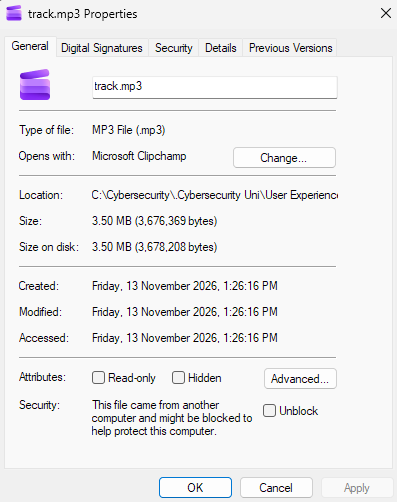 track.mp3 Properties
General Digital Signatures Security Details Previous Versions
track.mp3
Type of file: MP3 File (.mp3)
Opens with: Microsoft Clipchamp Change...
Location: C:\Cybersecurity\.Cybersecurity Uni\User Experience
Size: 3.50 MB (3,676,369 bytes)
Size on disk: 3.50 MB (3,678,208 bytes)
Created: Friday, 13 November 2026, 1:26:16 PM
Modified: Friday, 13 November 2026, 1:26:16 PM
Accessed: Friday, 13 November 2026, 1:26:16 PM
Attributes: Read-only Hidden Advanced...
Security: This file came from another
computer and might be blocked to
help protect this computer.
Unblock
OK Cancel Apply